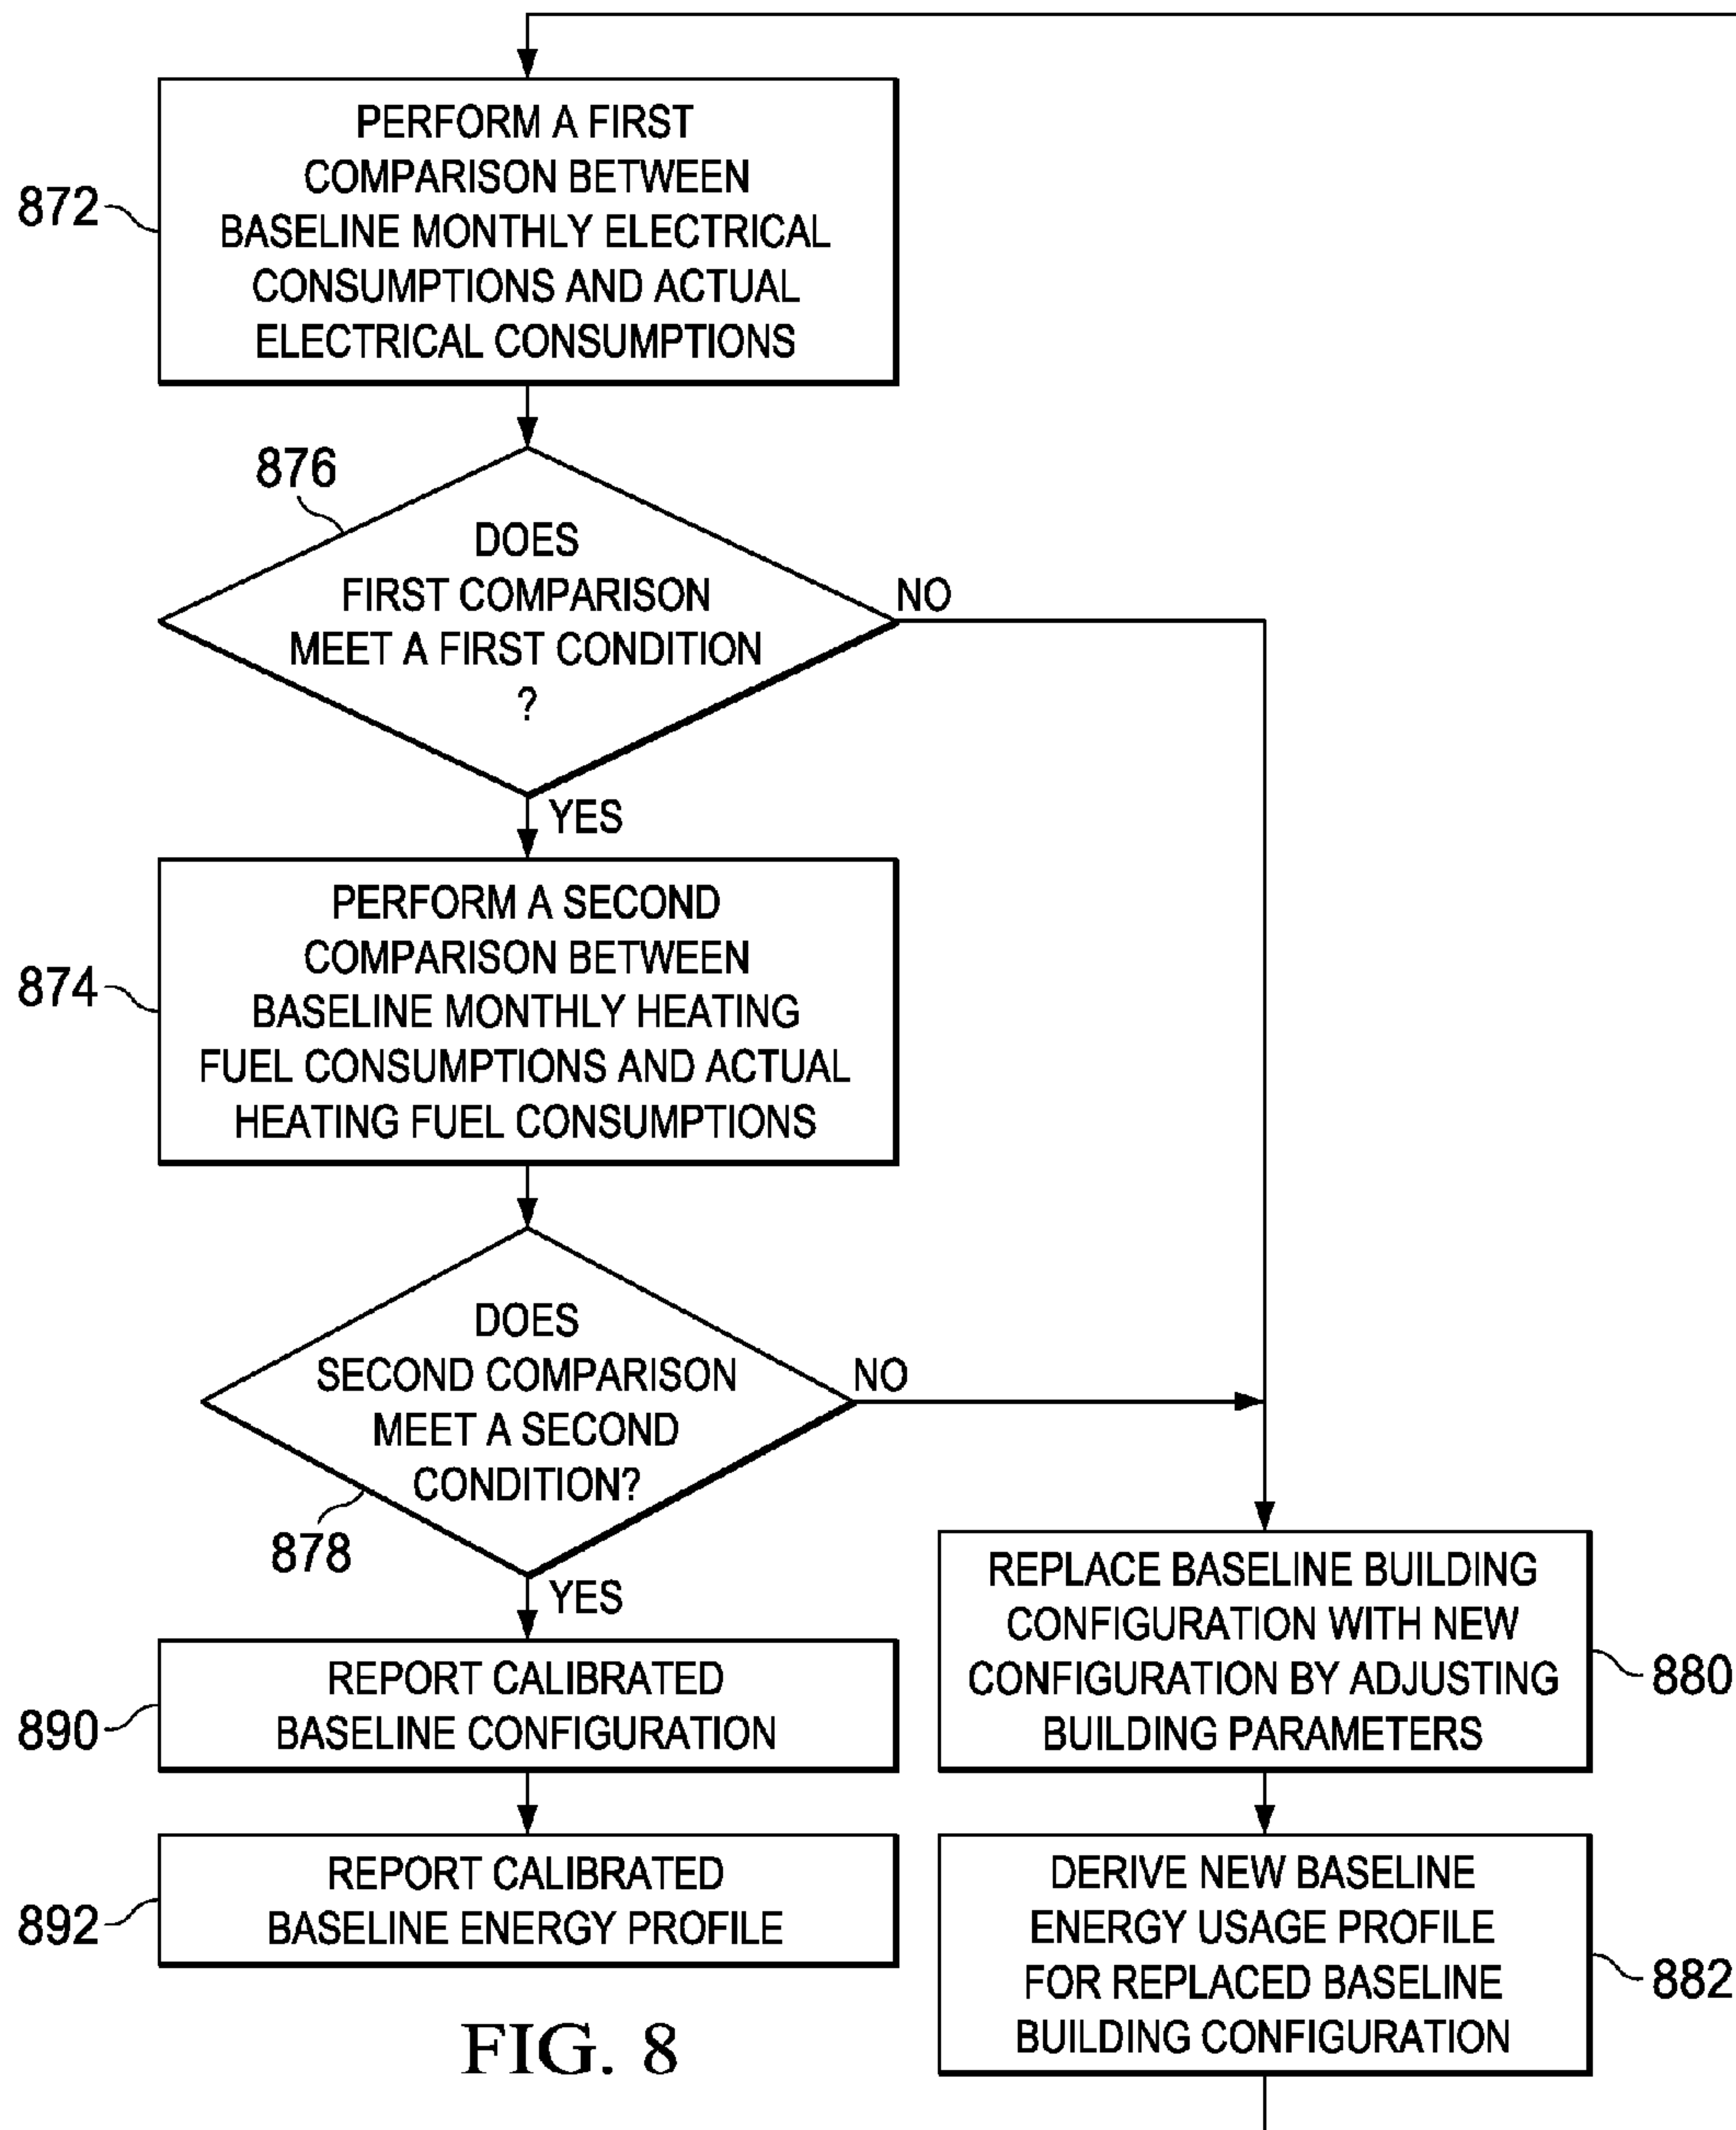 PERFORM A FIRST
COMPARISON BETWEEN
BASELINE MONTHLY ELECTRICAL
CONSUMPTIONS AND ACTUAL
ELECTRICAL CONSUMPTIONS
872
876
DOES
FIRST COMPARISON
MEET A FIRST CONDITION
?
NO
YES
PERFORM A SECOND
COMPARISON BETWEEN
BASELINE MONTHLY HEATING
FUEL CONSUMPTIONS AND ACTUAL
HEATING FUEL CONSUMPTIONS
874
DOES
SECOND COMPARISON
MEET A SECOND
CONDITION?
NO
878
YES
REPORT CALIBRATED
BASELINE CONFIGURATION
890
REPLACE BASELINE BUILDING
CONFIGURATION WITH NEW
CONFIGURATION BY ADJUSTING
BUILDING PARAMETERS
880
REPORT CALIBRATED
BASELINE ENERGY PROFILE
892
DERIVE NEW BASELINE
ENERGY USAGE PROFILE
FOR REPLACED BASELINE
BUILDING CONFIGURATION
882
FIG. 8